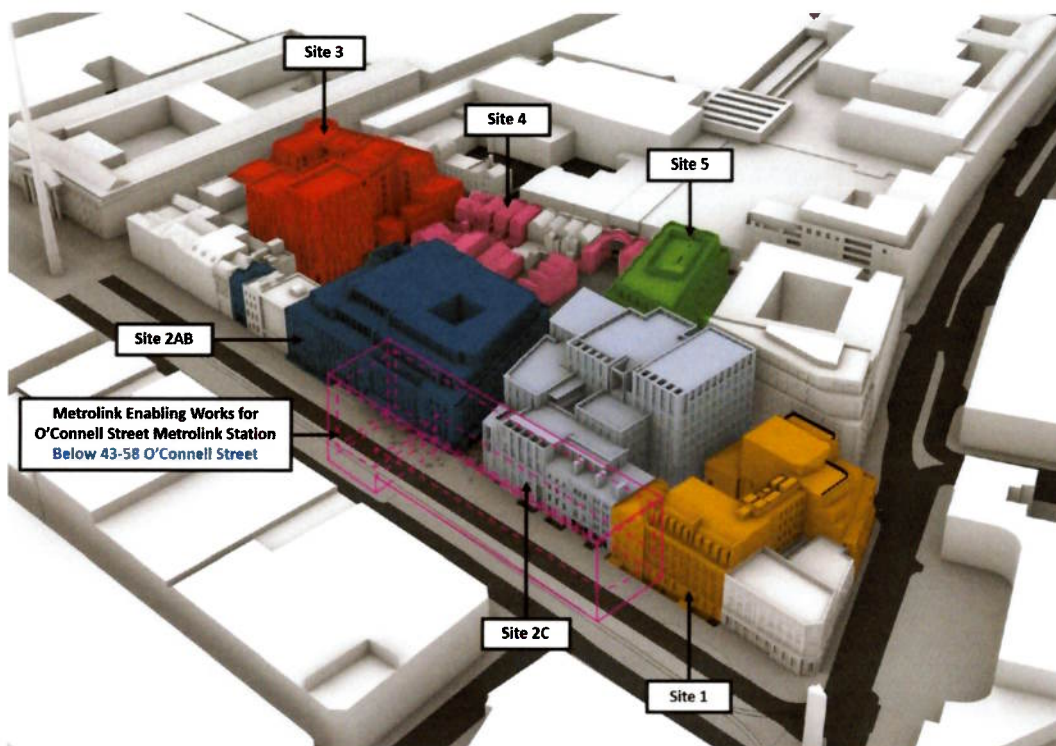 Site 3
Site 4
Site 5
Site 2AB
Metrolink Enabling Works for
O'Connell Street Metrolink Station
Below 43-58 O'Connell Street
Site 2C
Site 1